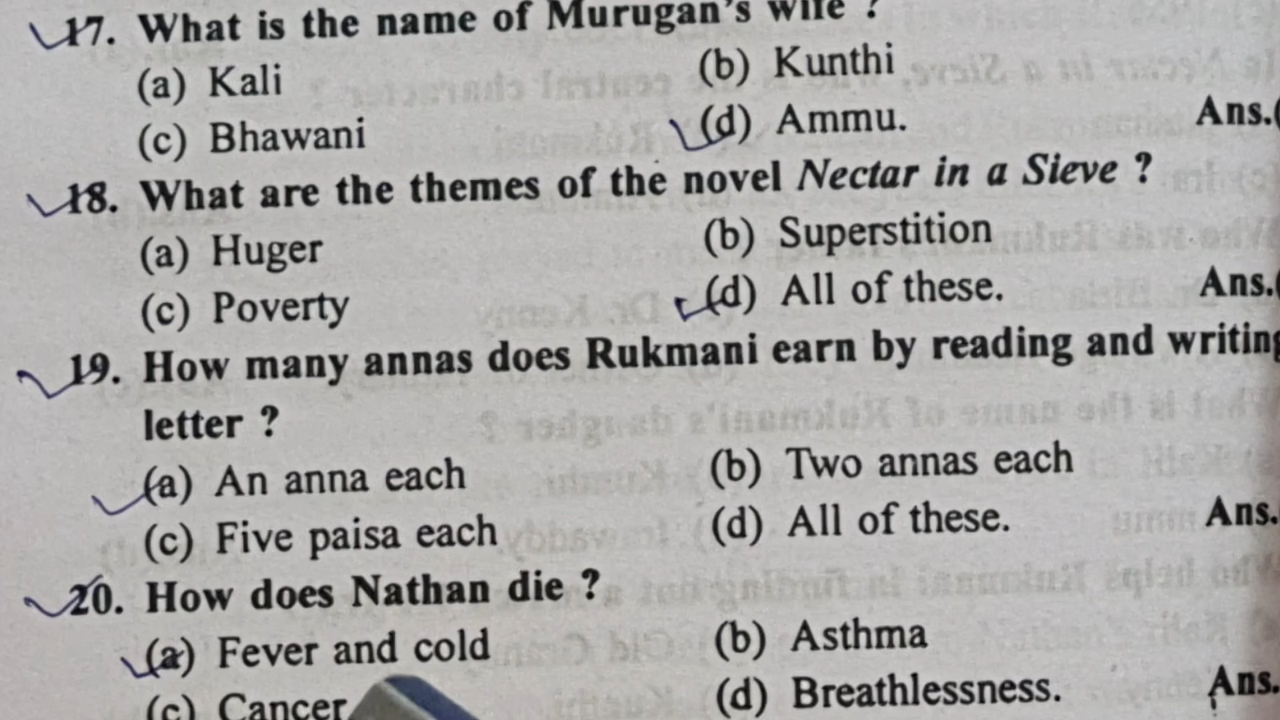 17. What is the name of Murugan's wife ?
(a) Kali (b) Kunthi
(c) Bhawani (d) Ammu. Ans.(
18. What are the themes of the novel Nectar in a Sieve ?
(a) Huger (b) Superstition
(c) Poverty (d) All of these. Ans.(
19. How many annas does Rukmani earn by reading and writing
letter ?
(a) An anna each (b) Two annas each
(c) Five paisa each (d) All of these. Ans.
20. How does Nathan die ?
(a) Fever and cold (b) Asthma
(c) Cancer (d) Breathlessness. Ans.